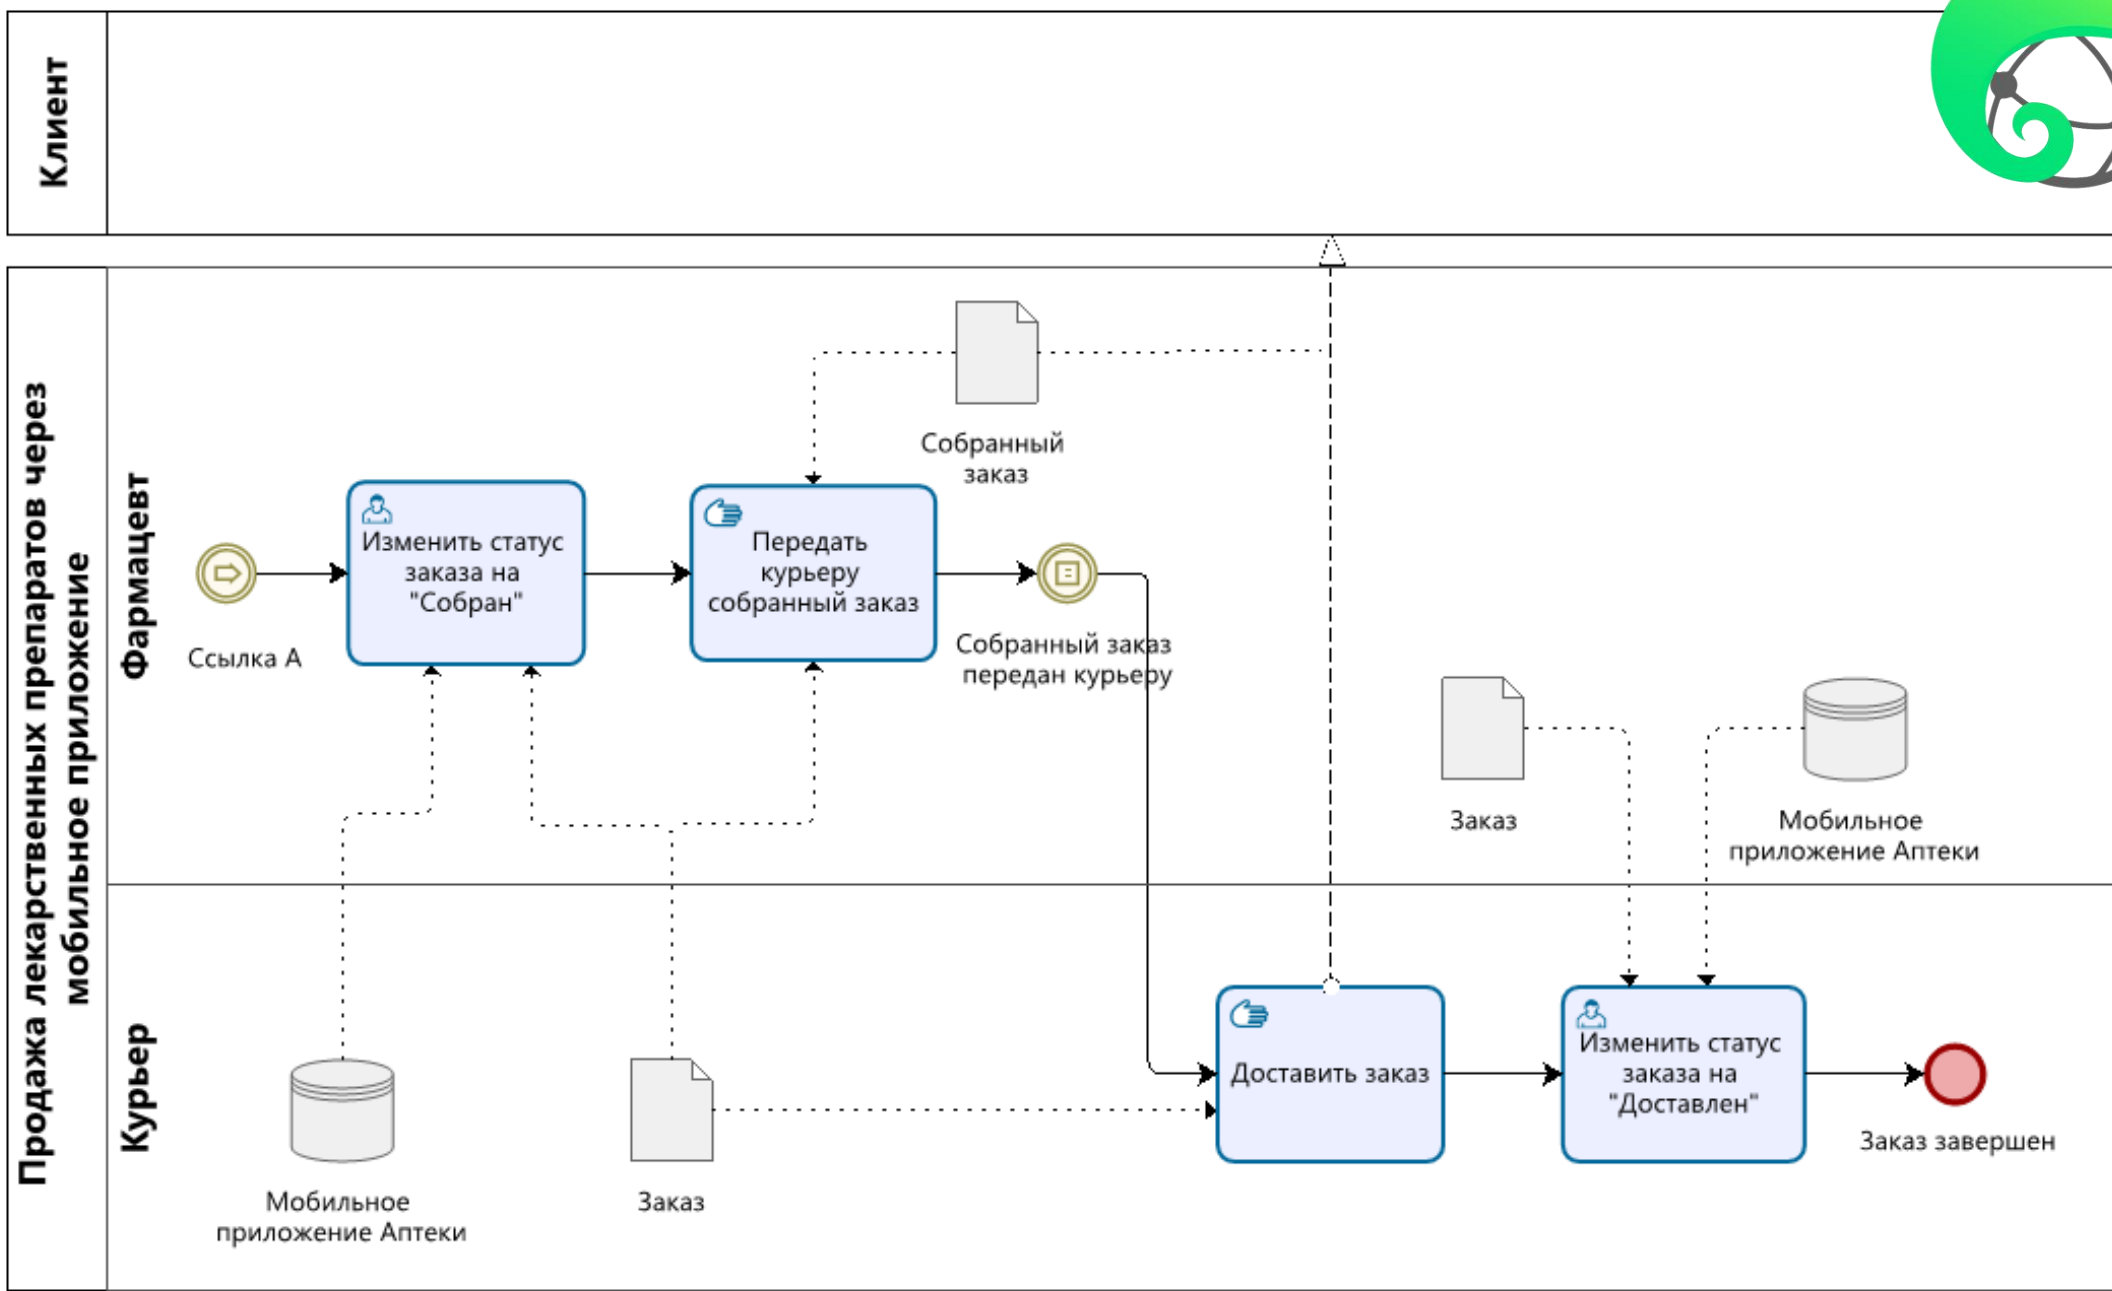 Клиент
Продажа лекарственных препаратов через
мобильное приложение
Фармацевт
Собранный
заказ
Ссылка А
Изменить статус
заказа на
"Собран"
Передать
курьеру
собранный заказ
Собранный заказ
передан курьеру
Заказ
Мобильное
приложение Аптеки
Курьер
Мобильное
приложение Аптеки
Заказ
Доставить заказ
Изменить статус
заказа на
"Доставлен"
Заказ завершен